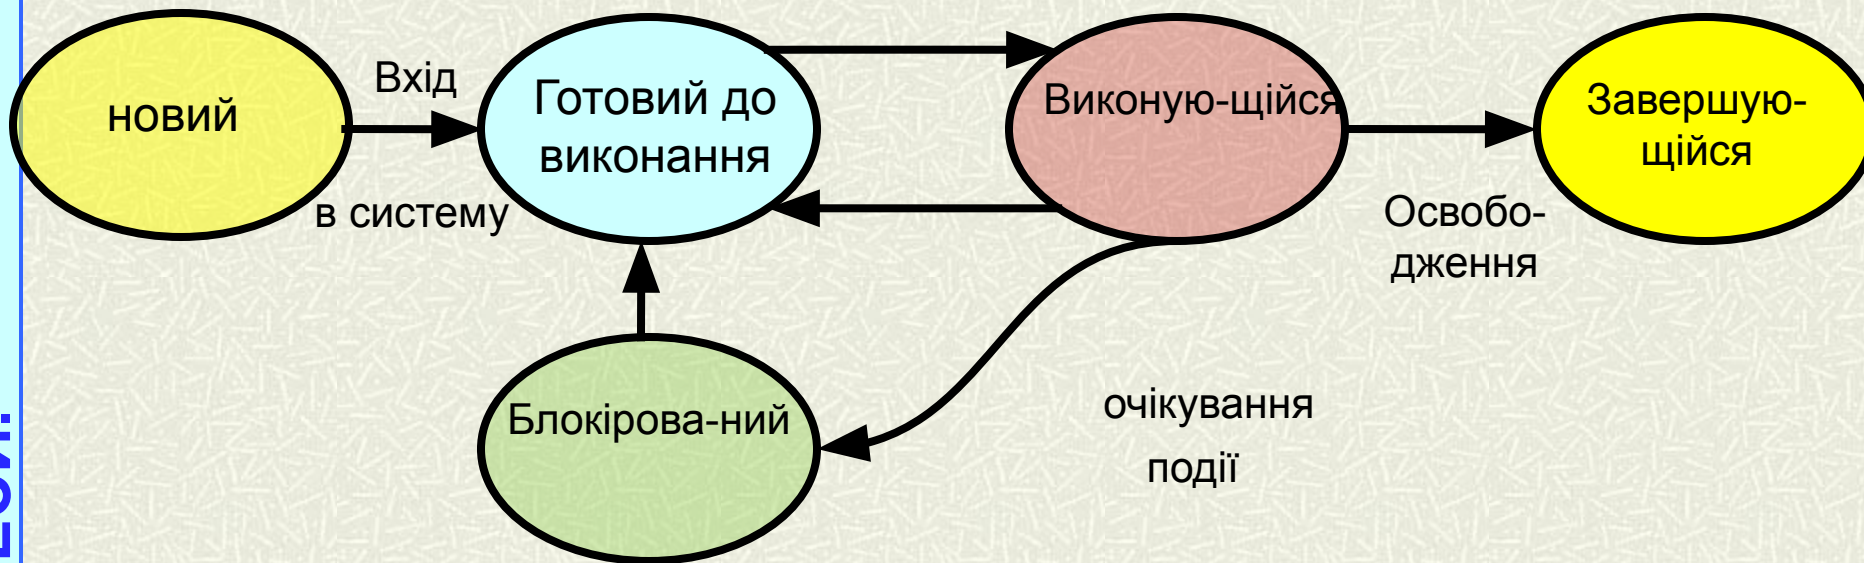 новий
Вхід
в систему
Готовий до
виконання
Виконую-щійся
Завершую-
щійся
Освобо-
дження
Блокірова-ний
очікування
події